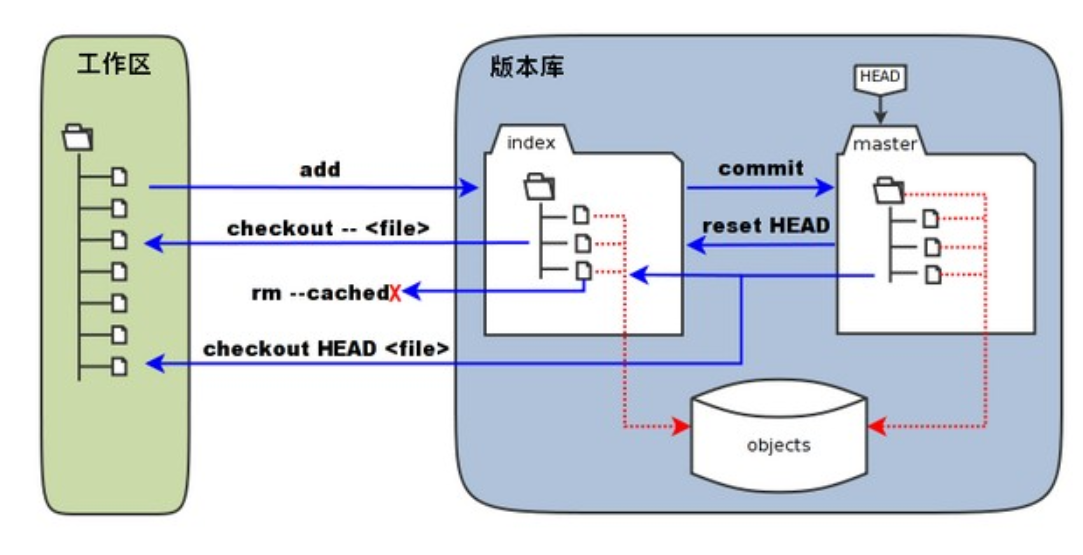 工作区
版本库
HEAD
index
master
add
commit
checkout -- <file>
reset HEAD
rm --cachedX
checkout HEAD <file>
objects